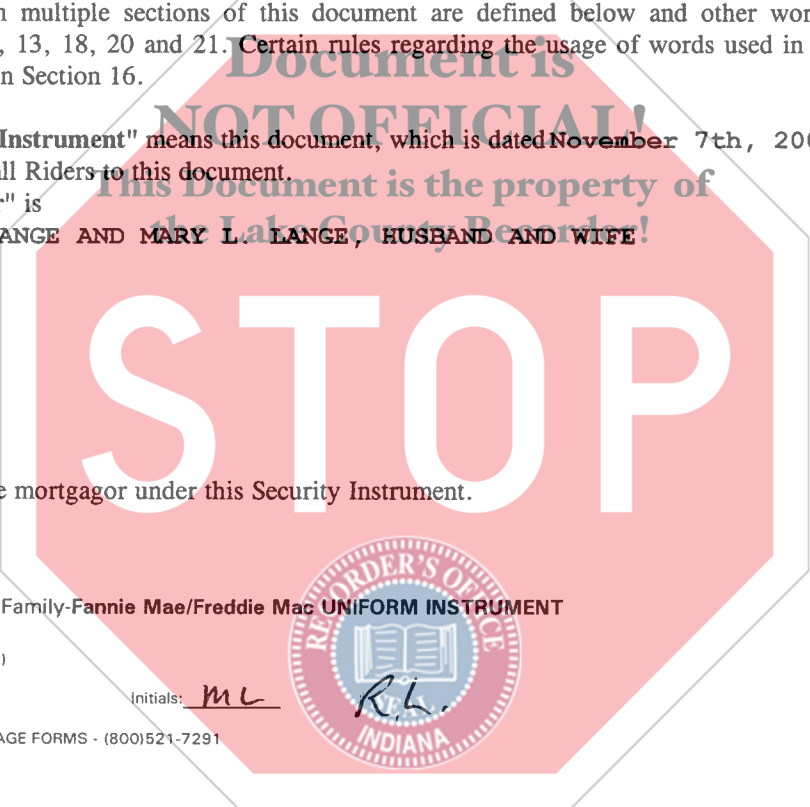 multiple sections of this document are defined below and other wor
, 13, 18, 20 and 21. Certain rules regarding the usage of words used in
n Section 16.
Document is
NOT OFFICIAL!
Instrument" means this document, which is dated November 7th, 200
ll Riders to this document.
This Document is the property of
the Lake County Recorder!
" is
ANGE AND MARY L. LANGE, HUSBAND AND WIFE
STOP
e mortgagor under this Security Instrument.
Family-Fannie Mae/Freddie Mac UNIFORM INSTRUMENT
)
Initials: ML R.L.
RECORDER'S OFFICE
SEAL
INDIANA
AGE FORMS - (800)521-7291